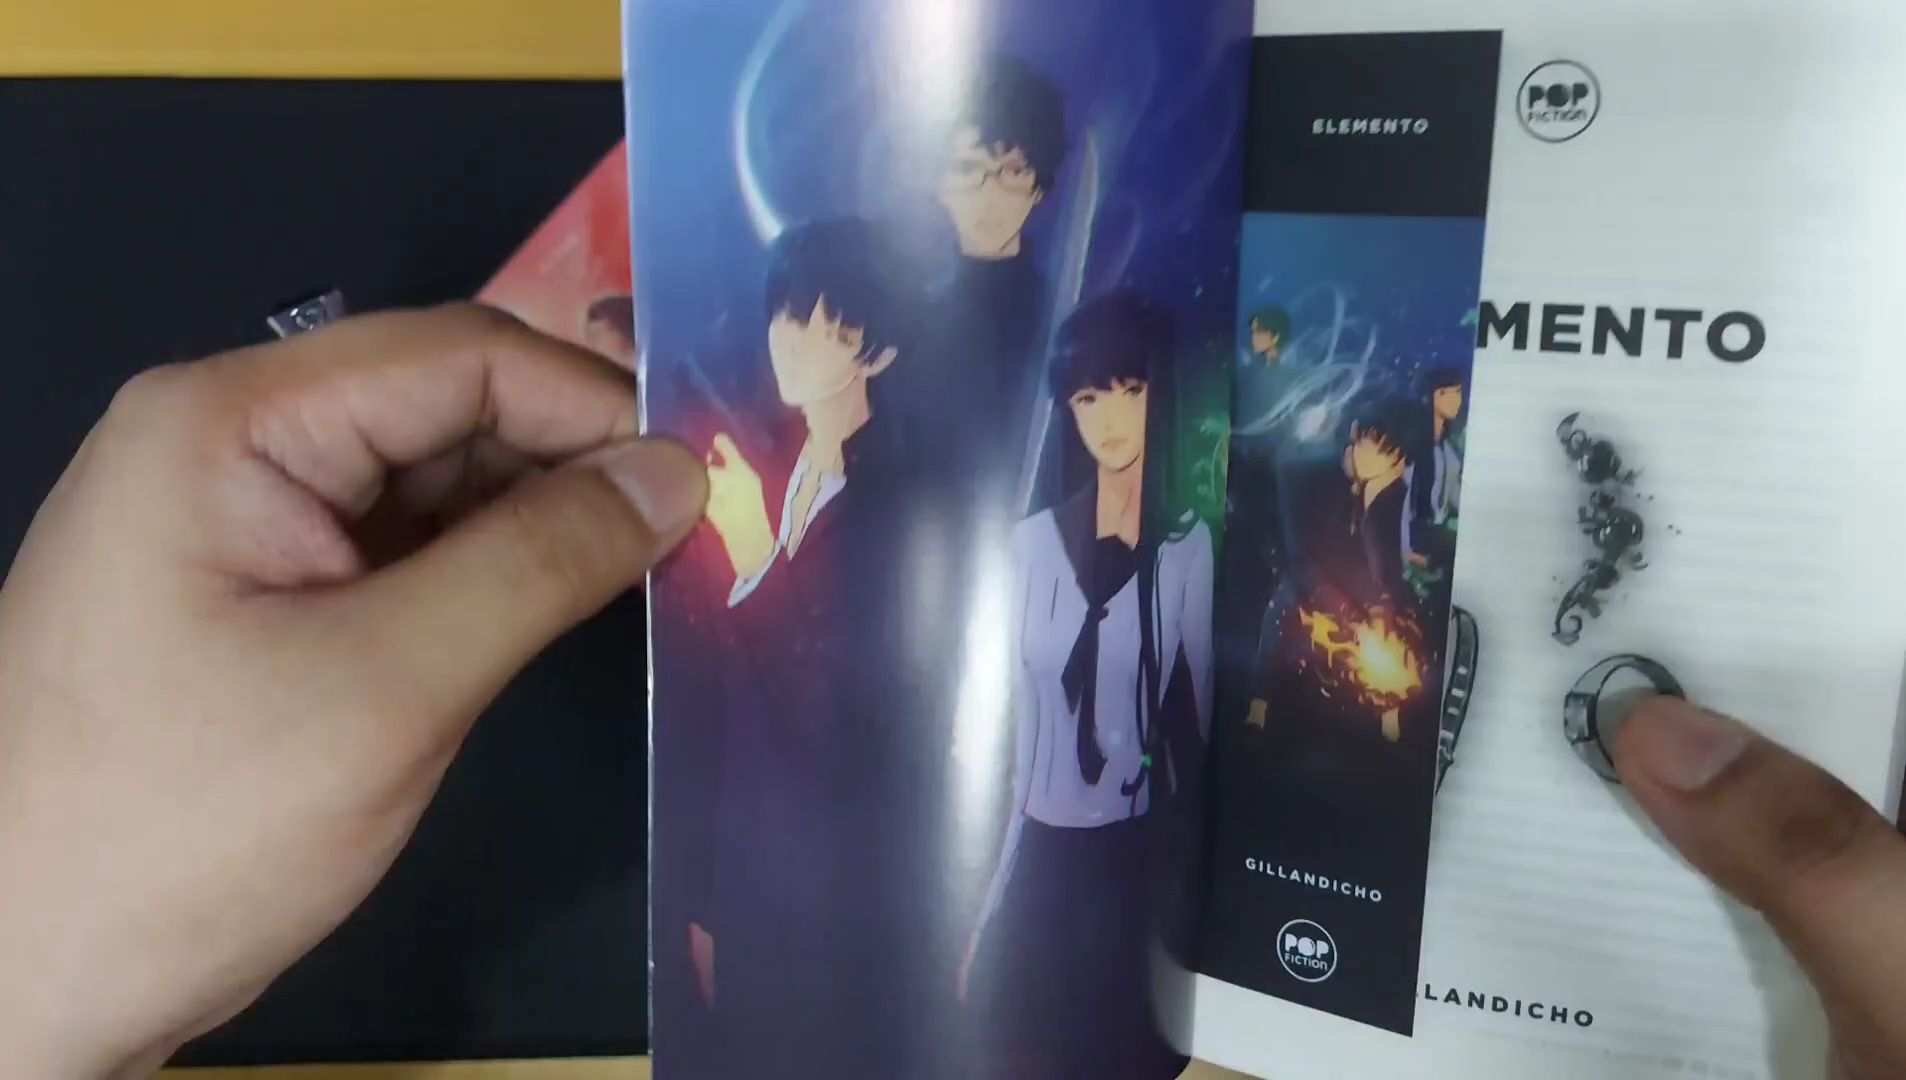 ELEMENTO
GILLANDICHO
POP
FICTION
POP
FICTION
MENTO
LANDICHO